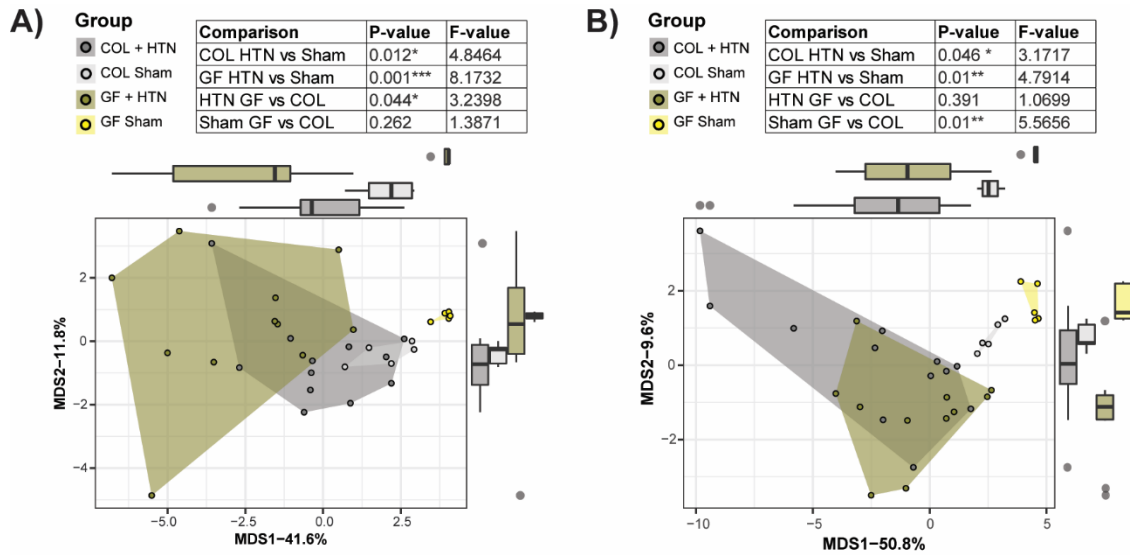 A)
Group
COL + HTN
COL Sham
GF + HTN
GF Sham
Comparison P-value F-value
COL HTN vs Sham 0.012* 4.8464
GF HTN vs Sham 0.001*** 8.1732
HTN GF vs COL 0.044* 3.2398
Sham GF vs COL 0.262 1.3871
2
0
−2
−4
MDS2−11.8%
−5.0 −2.5 0.0 2.5
MDS1−41.6%
B)
Group
COL + HTN
COL Sham
GF + HTN
GF Sham
Comparison P-value F-value
COL HTN vs Sham 0.046 * 3.1717
GF HTN vs Sham 0.01** 4.7914
HTN GF vs COL 0.391 1.0699
Sham GF vs COL 0.01** 5.5656
2
0
−2
MDS2−9.6%
−10 −5 0 5
MDS1−50.8%